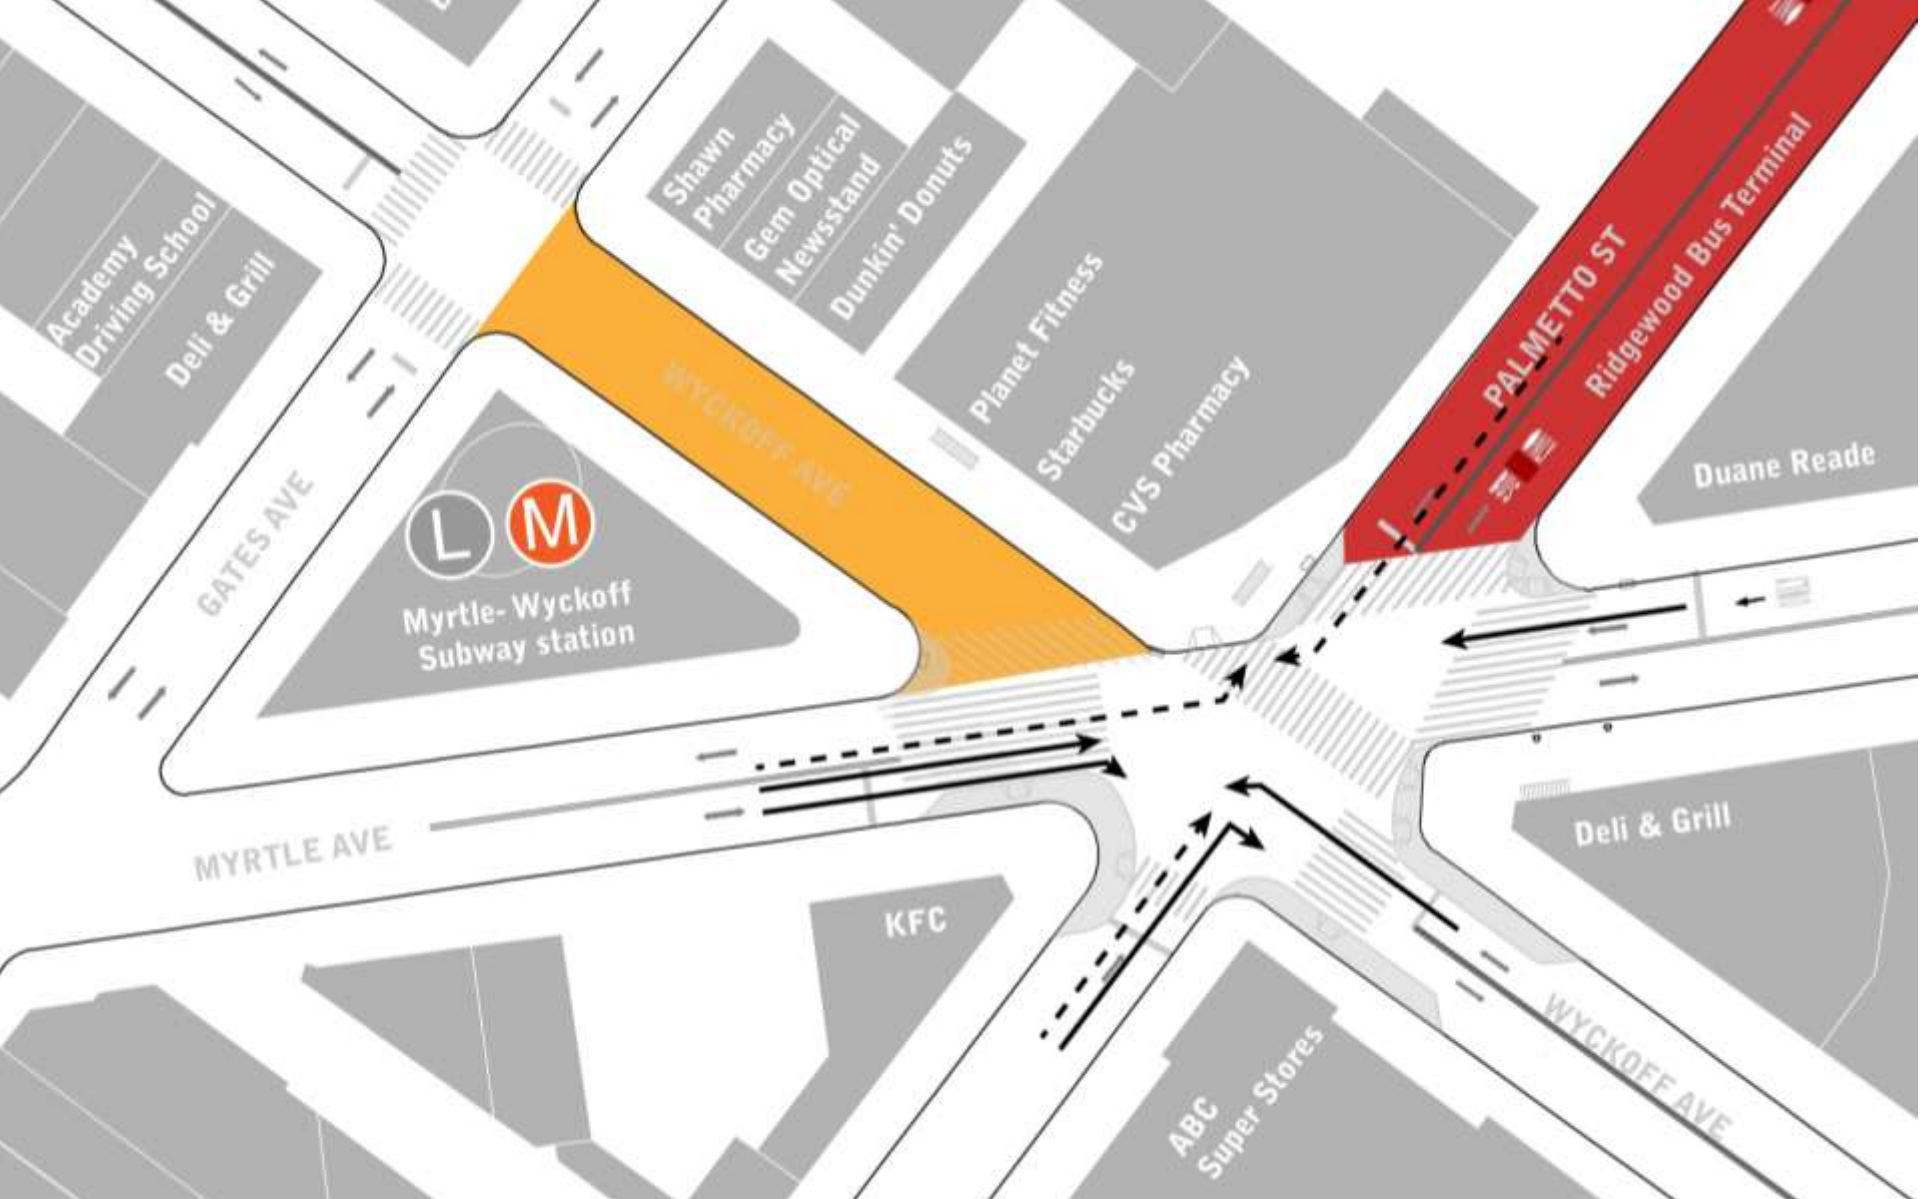 Shawn
Pharmacy
Gem Optical
Newsstand
Dunkin' Donuts
Academy
Driving School
Deli & Grill
PALMETTO ST
Ridgewood Bus Terminal
Planet Fitness
Starbucks
CVS Pharmacy
WYCKOFF AVE
Duane Reade
GATES AVE
L M
Myrtle- Wyckoff
Subway station
MYRTLE AVE
KFC
Deli & Grill
WYCKOFF AVE
ABC
Super Stores